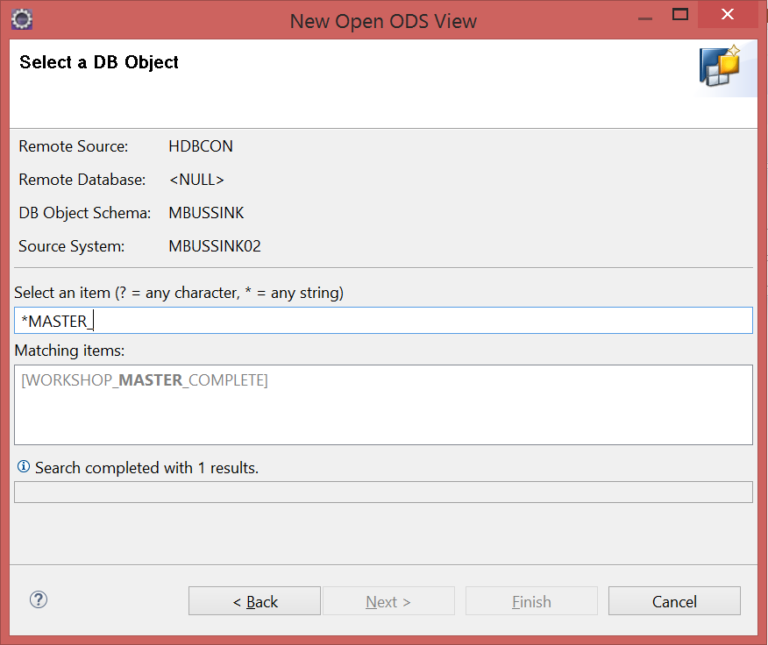 New Open ODS View
Select a DB Object
Remote Source: HDBCON
Remote Database: <NULL>
DB Object Schema: MBUSSINK
Source System: MBUSSINK02
Select an item (? = any character, * = any string)
*MASTER_
Matching items:
[WORKSHOP_MASTER_COMPLETE]
Search completed with 1 results.
< Back Next > Finish Cancel